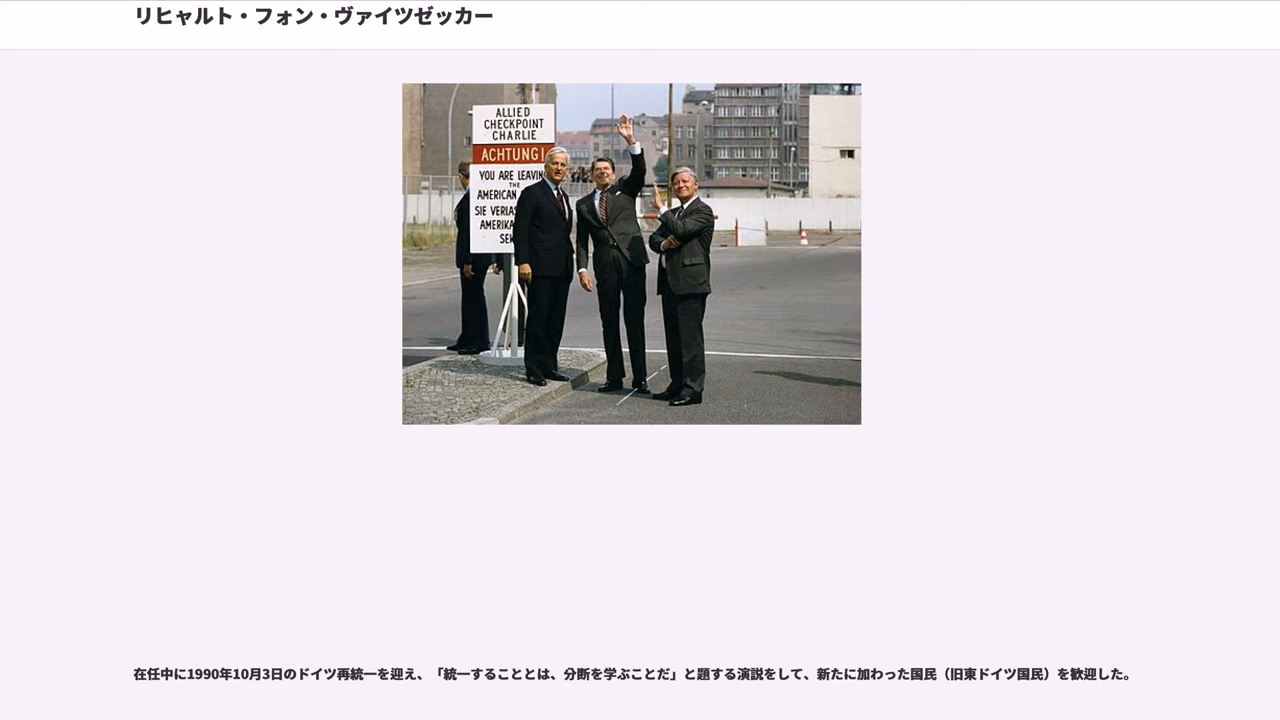 リヒャルト・フォン・ヴァイツゼッカー
ALLIED
CHECKPOINT
CHARLIE
ACHTUNG!
YOU ARE LEAVIN
THE
AMERICAN
SIE VERLAS
AMERIKA
SEK
在任中に1990年10月3日のドイツ再統一を迎え、「統一することとは、分断を学ぶことだ」と題する演説をして、新たに加わった国民（旧東ドイツ国民）を歓迎した。